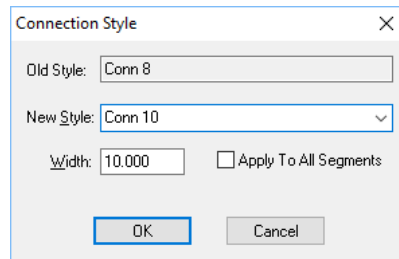 Connection Style
Old Style: Conn 8
New Style: Conn 10
Width: 10.000 Apply To All Segments
OK Cancel